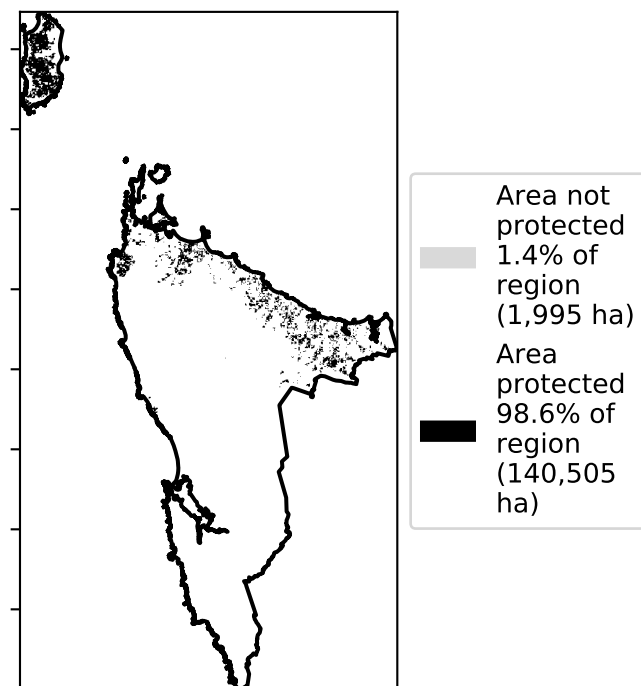 Area not
protected
1.4% of
region
(1,995 ha)
Area
protected
98.6% of
region
(140,505
ha)